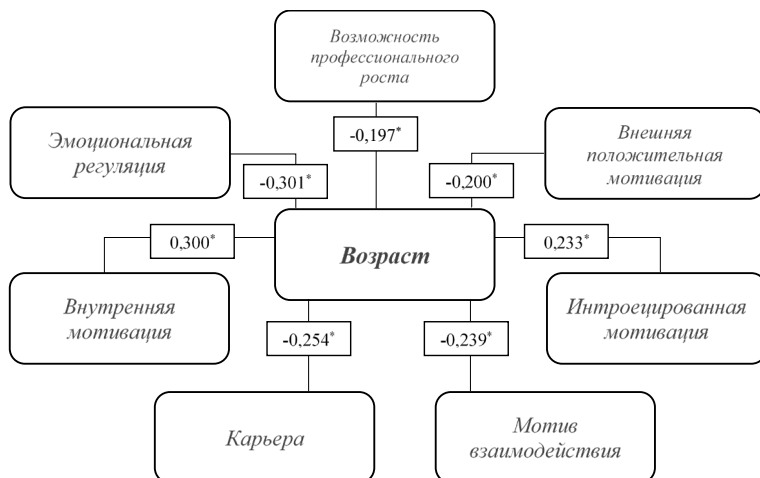 Возможность
профессионального
роста
-0,197*
Эмоциональная
регуляция
-0,301*
Внешняя
положительная
мотивация
-0,200*
Возраст
0,300*
Внутренняя
мотивация
0,233*
Интроецированная
мотивация
-0,254*
Карьера
-0,239*
Мотив
взаимодействия